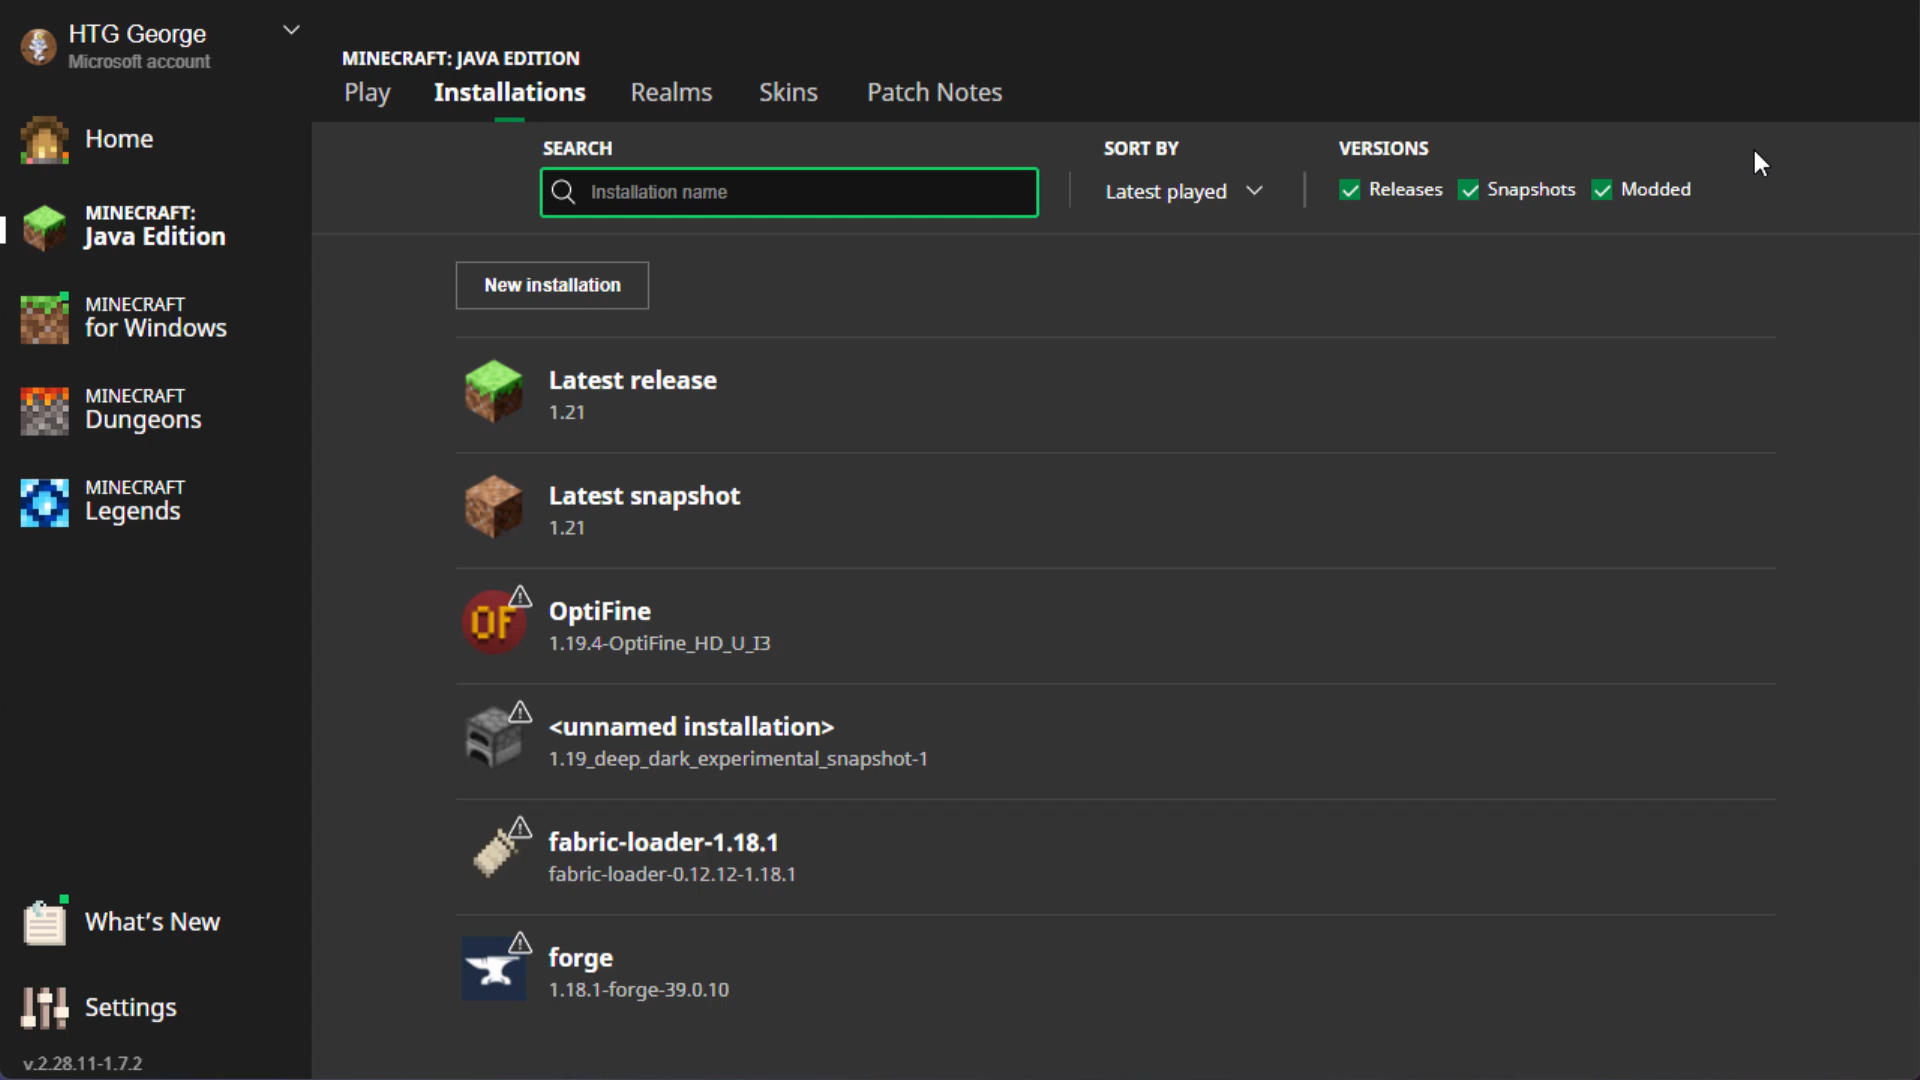 HTG George
Microsoft account
Home
MINECRAFT:
Java Edition
MINECRAFT
for Windows
MINECRAFT
Dungeons
MINECRAFT
Legends
What's New
Settings
v.2.28.11-1.7.2
MINECRAFT: JAVA EDITION
Play Installations Realms Skins Patch Notes
SEARCH SORT BY VERSIONS
Installation name Latest played Releases Snapshots Modded
New installation
Latest release
1.21
Latest snapshot
1.21
OF
OptiFine
1.19.4-OptiFine_HD_U_I3
<unnamed installation>
1.19_deep_dark_experimental_snapshot-1
fabric-loader-1.18.1
fabric-loader-0.12.12-1.18.1
forge
1.18.1-forge-39.0.10